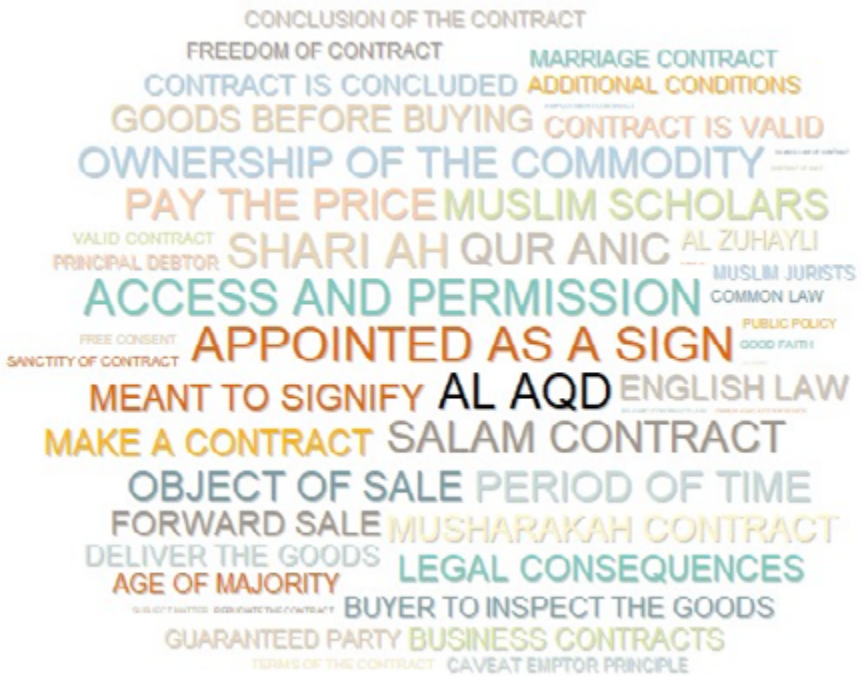 CONCLUSION OF THE CONTRACT
FREEDOM OF CONTRACT MARRIAGE CONTRACT
CONTRACT IS CONCLUDED ADDITIONAL CONDITIONS
GOODS BEFORE BUYING CONTRACT IS VALID
OWNERSHIP OF THE COMMODITY
PAY THE PRICE MUSLIM SCHOLARS
VALID CONTRACT SHARI AH QUR ANIC AL ZUHAYLI
PRINCIPAL DEBTOR MUSLIM JURISTS
ACCESS AND PERMISSION COMMON LAW
FREE CONSENT APPOINTED AS A SIGN PUBLIC POLICY
SANCTITY OF CONTRACT GOOD FAITH
MEANT TO SIGNIFY AL AQD ENGLISH LAW
MAKE A CONTRACT SALAM CONTRACT
OBJECT OF SALE PERIOD OF TIME
FORWARD SALE MUSHARAKAH CONTRACT
DELIVER THE GOODS LEGAL CONSEQUENCES
AGE OF MAJORITY
SUBJECT MATTER REPUDIATE THE CONTRACT BUYER TO INSPECT THE GOODS
GUARANTEED PARTY BUSINESS CONTRACTS
TERMS OF THE CONTRACT CAVEAT EMPTOR PRINCIPLE